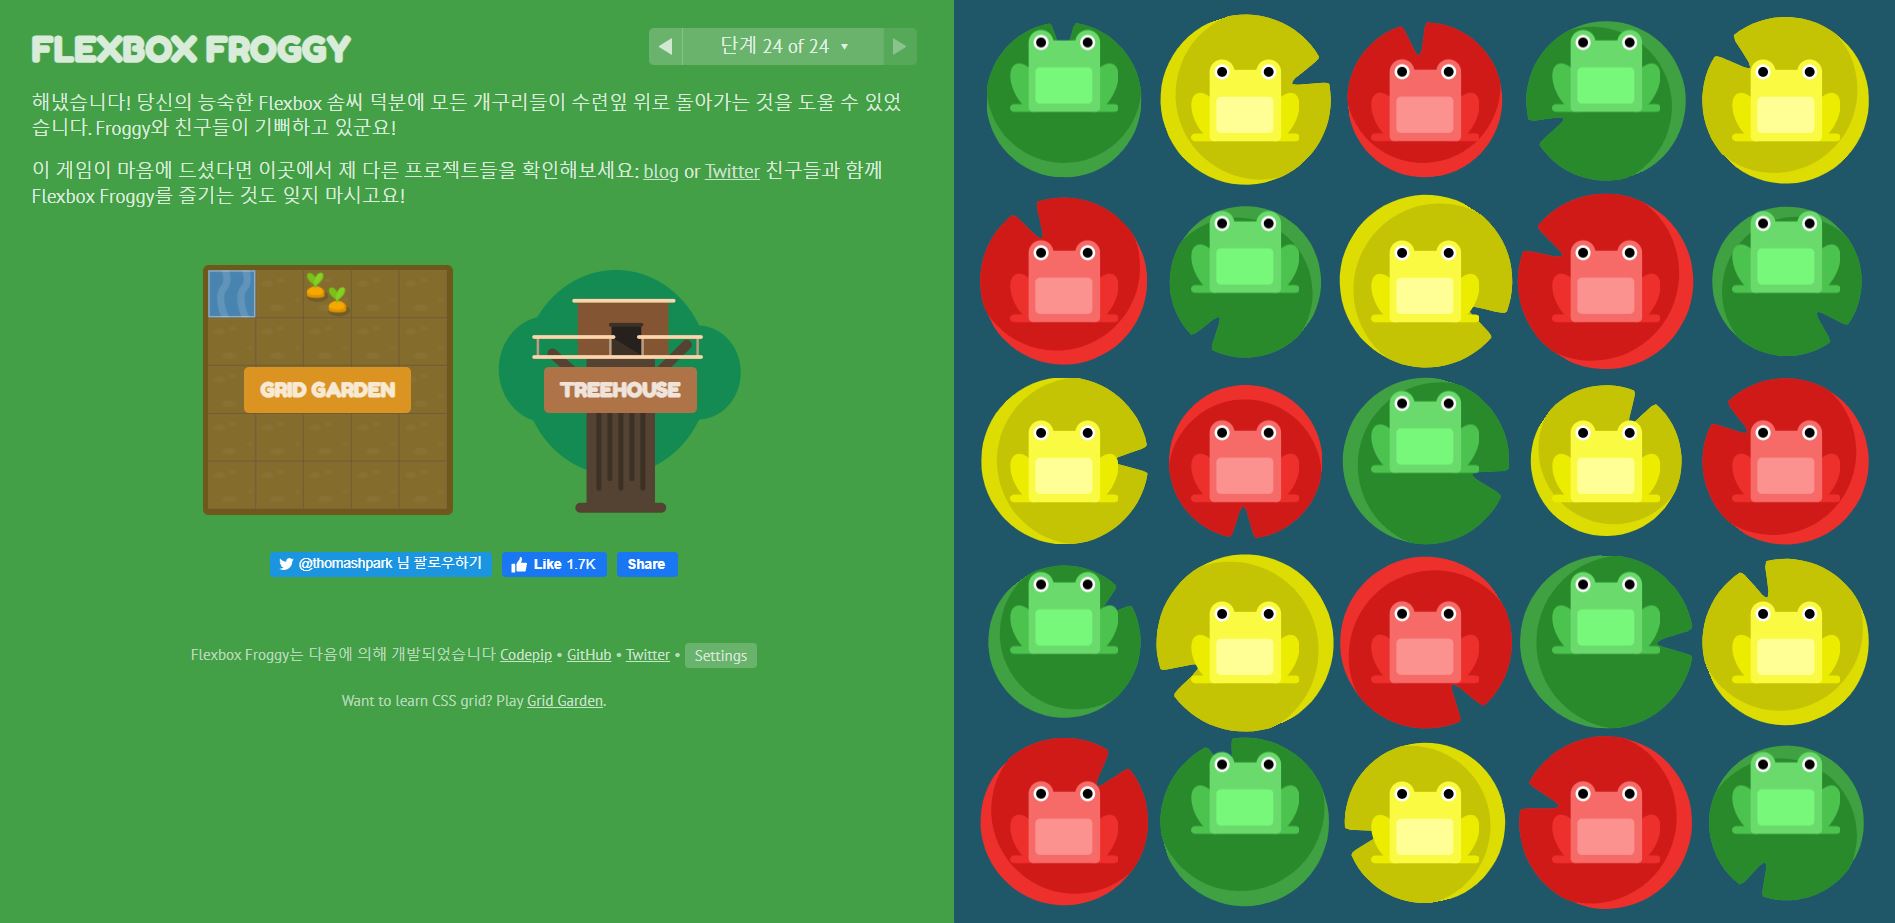 FLEXBOX FROGGY
단계 24 of 24
해냈습니다! 당신의 능숙한 Flexbox 솜씨 덕분에 모든 개구리들이 수련잎 위로 돌아가는 것을 도울 수 있었
습니다. Froggy와 친구들이 기뻐하고 있군요!
이 게임이 마음에 드셨다면 이곳에서 제 다른 프로젝트들을 확인해보세요: blog or Twitter 친구들과 함께
Flexbox Froggy를 즐기는 것도 잊지 마시고요!
GRID GARDEN
TREEHOUSE
@thomashpark 님 팔로우하기
Like 1.7K
Share
Flexbox Froggy는 다음에 의해 개발되었습니다 Codepip • GitHub • Twitter • Settings
Want to learn CSS grid? Play Grid Garden.